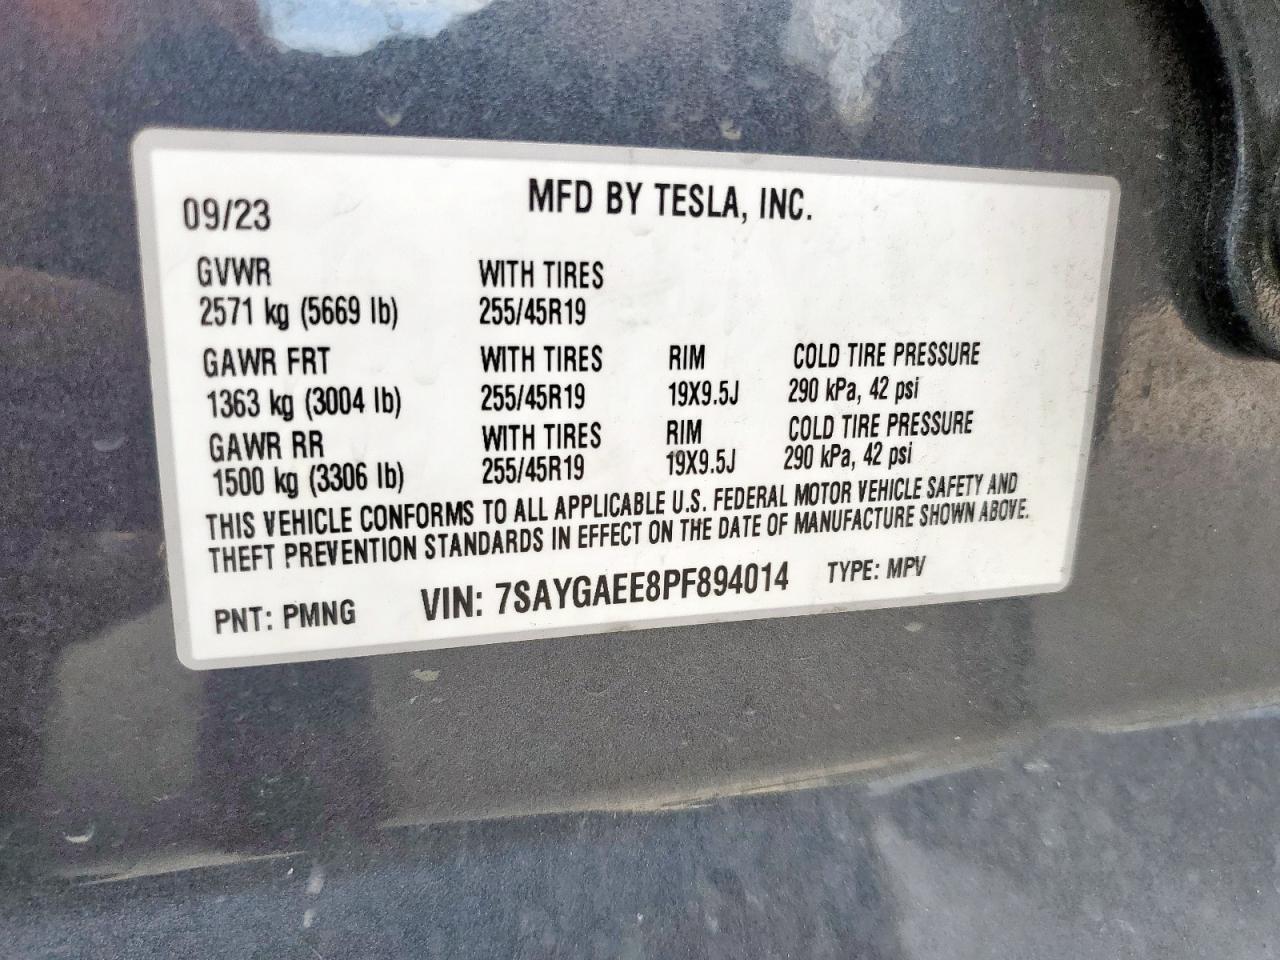 MFD BY TESLA, INC.
09/23
GVWR WITH TIRES
2571 kg (5669 lb) 255/45R19
GAWR FRT WITH TIRES RIM COLD TIRE PRESSURE
1363 kg (3004 lb) 255/45R19 19X9.5J 290 kPa, 42 psi
GAWR RR WITH TIRES RIM COLD TIRE PRESSURE
1500 kg (3306 lb) 255/45R19 19X9.5J 290 kPa, 42 psi
THIS VEHICLE CONFORMS TO ALL APPLICABLE U.S. FEDERAL MOTOR VEHICLE SAFETY AND
THEFT PREVENTION STANDARDS IN EFFECT ON THE DATE OF MANUFACTURE SHOWN ABOVE.
PNT: PMNG VIN: 7SAYGAEE8PF894014 TYPE: MPV